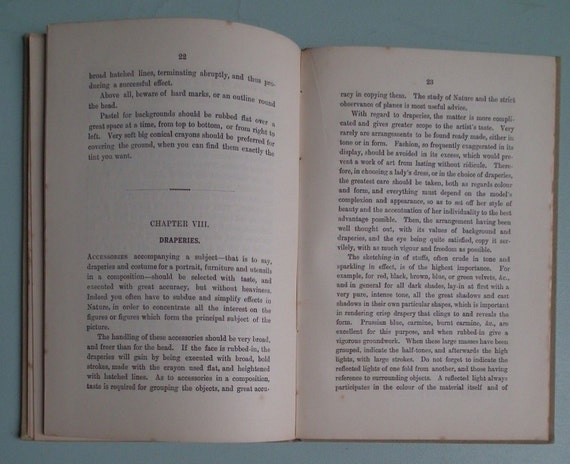 22
broad hatched lines, terminating abruptly, and thus pro-
ducing a successful effect.
Above all, beware of hard marks, or an outline round
the head.
Pastel for backgrounds should be rubbed flat over a
great space at a time, from top to bottom, or from right to
left. Very soft big conical crayons should be preferred for
covering the ground, when you can find them exactly the
tint you want.
CHAPTER VIII.
DRAPERIES.
ACCESSORIES accompanying a subject—that is to say,
draperies and costume for a portrait, furniture and utensils
in a composition—should be selected with taste, and
executed with great accuracy, but without heaviness.
Indeed you often have to subdue and simplify effects in
Nature, in order to concentrate all the interest on the
figures or figures which form the principal subject of the
picture.
The handling of these accessories should be very broad,
and freer than for the head. If the face is rubbed-in, the
draperies will gain by being executed with broad, bold
strokes, made with the crayon used flat, and heightened
with hatched lines. As to accessories in a composition,
taste is required for grouping the objects, and great accu-
23
racy in copying them. The study of Nature and the strict
observance of planes is most useful advice.
With regard to draperies, the matter is more compli-
cated and gives greater scope to the artist's taste. Very
rarely are arrangements to be found ready made, either in
tone or in form. Fashion, so frequently exaggerated in its
display, should be avoided in its excess, which would pre-
vent a work of art from lasting without ridicule. There-
fore, in choosing a lady's dress, or in the choice of draperies,
the greatest care should be taken, both as regards colour
and form, and everything must depend on the model's
complexion and appearance, so as to set off her style of
beauty and the accentuation of her individuality to the best
advantage possible. Then, the arrangement having been
well thought out, with its values of background and
draperies, and the eye being quite satisfied, copy it ser-
vilely, with as much vigour and freedom as possible.
The sketching-in of stuffs, often crude in tone and
sparkling in effect, is of the highest importance. For
example, for red, black, brown, blue, or green velvets, &c.,
and in general for all dark shades, lay-in at first with a
very pure, intense tone, all the great shadows and cast
shadows in their own particular shapes, which is important
in rendering crisp drapery that clings to and reveals the
form. Prussian blue, carmine, burnt carmine, &c., are
excellent for this purpose, and when rubbed-in give a
vigorous groundwork. When these large masses have been
grouped, indicate the half-tones, and afterwards the high
lights; with large strokes. Do not forget to indicate the
reflected lights of one fold from another, and those having
reference to surrounding objects. A reflected light always
participates in the colour of the material itself and of